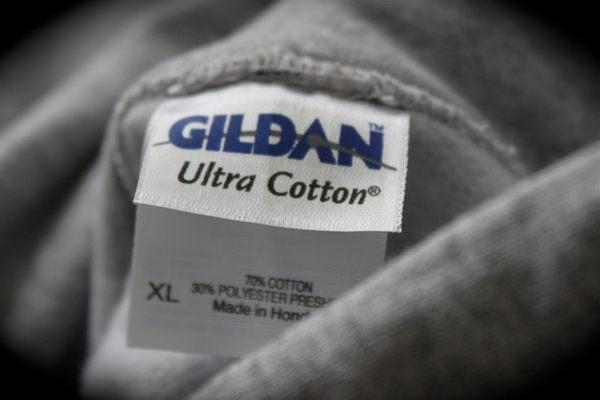 GILDAN™
Ultra Cotton®
70% COTTON
XL 30% POLYESTER PRESH
Made in Hond